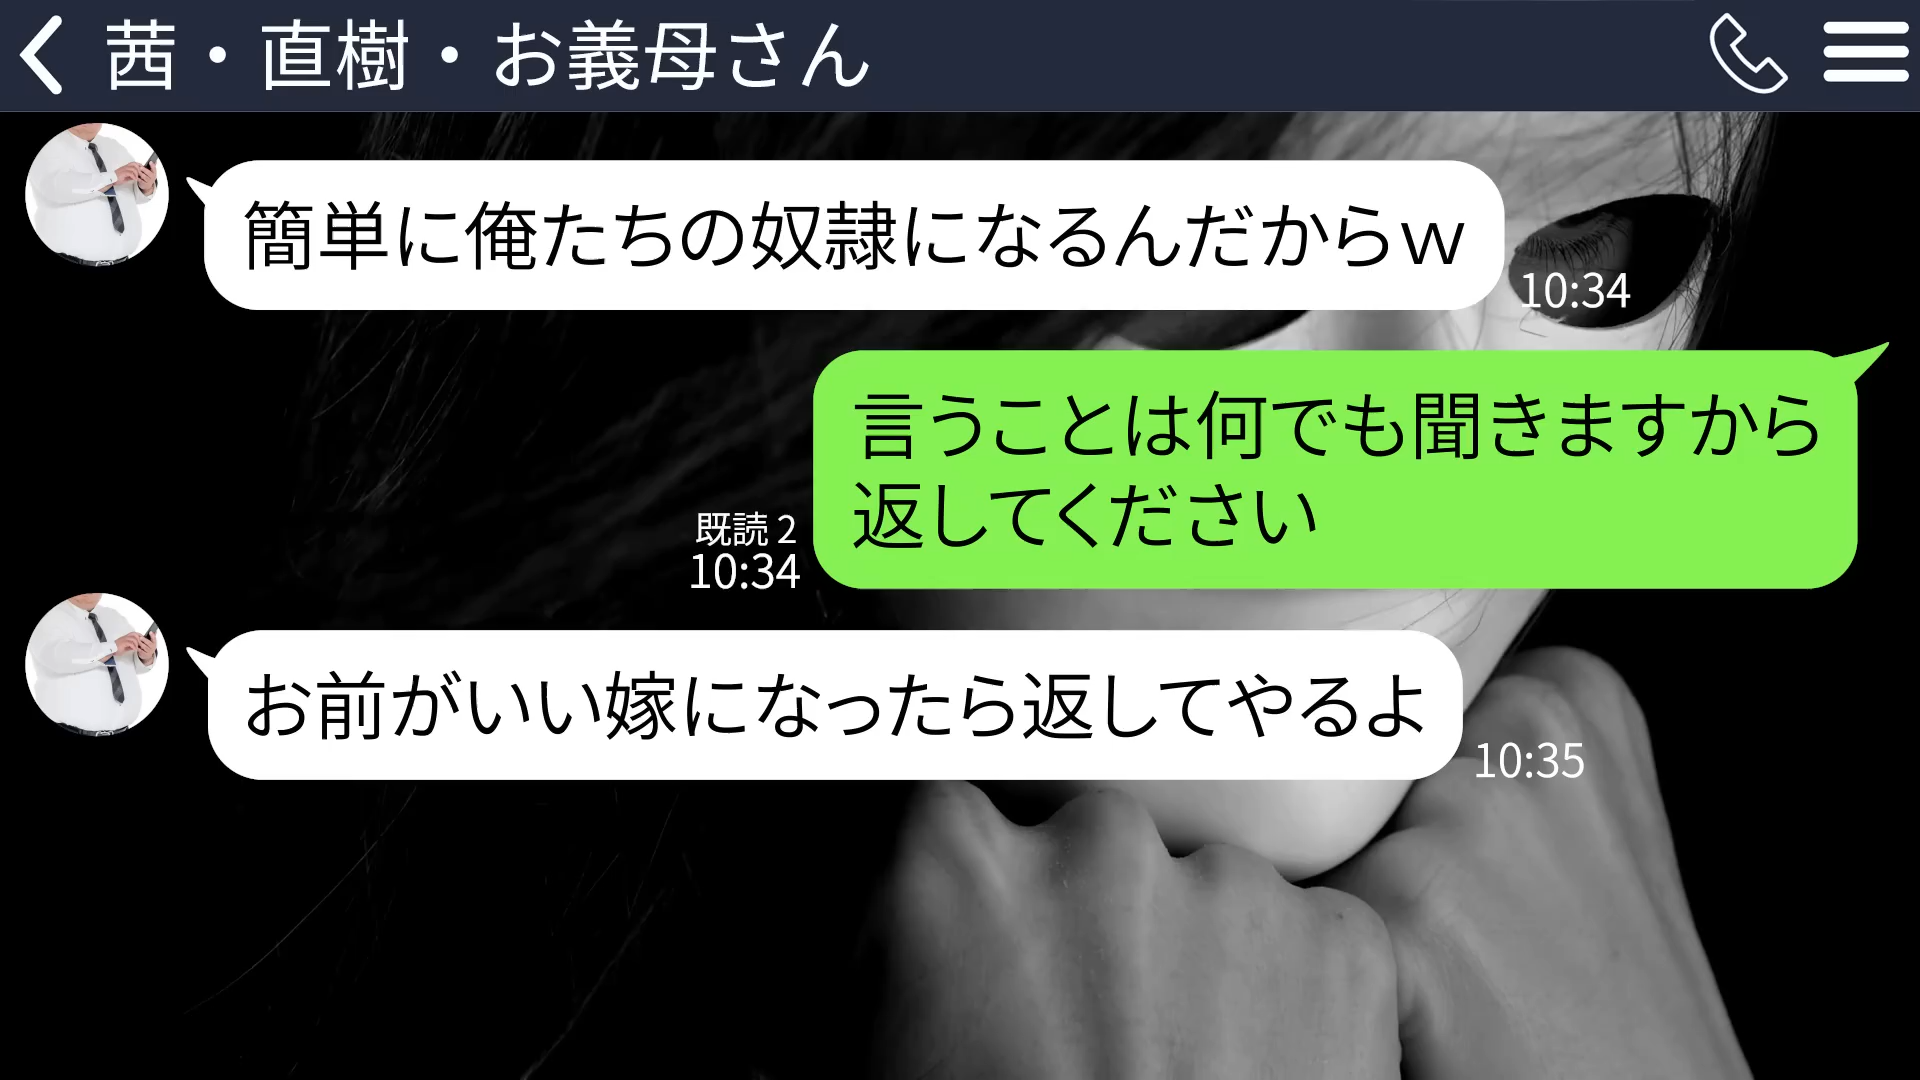 茜・直樹・お義母さん
簡単に俺たちの奴隷になるんだからｗ
10:34
言うことは何でも聞きますから
返してください
既読 2
10:34
お前がいい嫁になったら返してやるよ
10:35